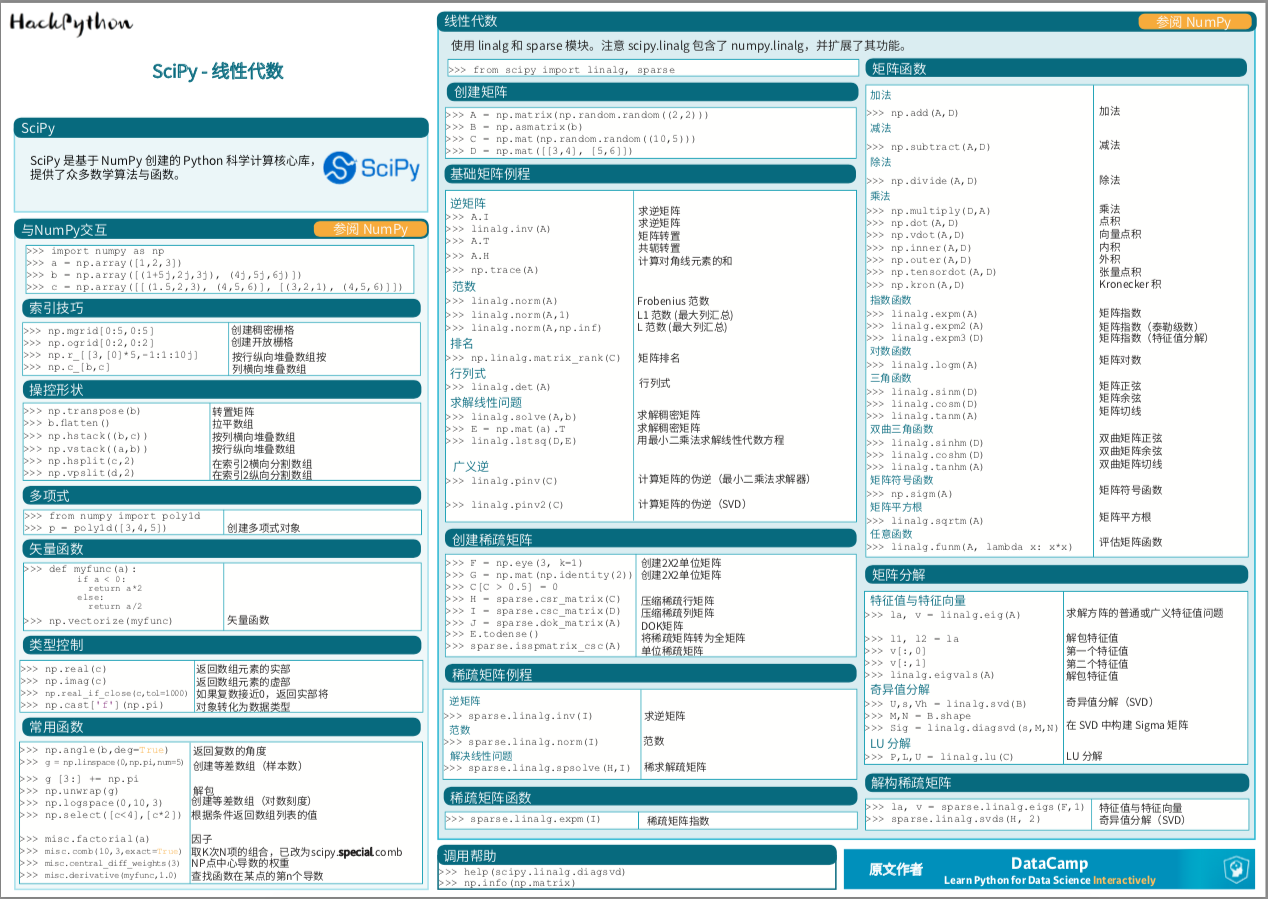 HackPython
SciPy - 线性代数
SciPy
SciPy 是基于 NumPy 创建的 Python 科学计算核心库，
提供了众多数学算法与函数。
SciPy
与NumPy交互 参阅 NumPy
>>> import numpy as np
>>> a = np.array([1,2,3])
>>> b = np.array([(1+5j,2j,3j), (4j,5j,6j)])
>>> c = np.array([[(1.5,2,3), (4,5,6)], [(3,2,1), (4,5,6)]])
索引技巧
>>> np.mgrid[0:5,0:5] 创建稠密栅格
>>> np.ogrid[0:2,0:2] 创建开放栅格
>>> np.r_[[3,[0]*5,-1:1:10j] 按行纵向堆叠数组按
>>> np.c_[b,c] 列横向堆叠数组
操控形状
>>> np.transpose(b) 转置矩阵
>>> b.flatten() 拉平数组
>>> np.hstack((b,c)) 按列横向堆叠数组
>>> np.vstack((a,b)) 按行纵向堆叠数组
>>> np.hsplit(c,2) 在索引2横向分割数组
>>> np.vpslit(d,2) 在索引2纵向分割数组
多项式
>>> from numpy import poly1d
>>> p = poly1d([3,4,5]) 创建多项式对象
矢量函数
>>> def myfunc(a):
if a < 0:
return a*2
else:
return a/2
>>> np.vectorize(myfunc) 矢量函数
类型控制
>>> np.real(c) 返回数组元素的实部
>>> np.imag(c) 返回数组元素的虚部
>>> np.real_if_close(c,tol=1000) 如果复数接近0，返回实部将
>>> np.cast['f'](np.pi) 对象转化为数据类型
常用函数
>>> np.angle(b,deg=True) 返回复数的角度
>>> g = np.linspace(0,np.pi,num=5) 创建等差数组（样本数）
>>> g [3:] += np.pi
>>> np.unwrap(g) 解包
>>> np.logspace(0,10,3) 创建等差数组（对数刻度）
>>> np.select([c<4],[c*2]) 根据条件返回数组列表的值
>>> misc.factorial(a) 因子
>>> misc.comb(10,3,exact=True) 取K次N项的组合，已改为scipy.special.comb
>>> misc.central_diff_weights(3) NP点中心导数的权重
>>> misc.derivative(myfunc,1.0) 查找函数在某点的第n个导数
线性代数 参阅 NumPy
使用 linalg 和 sparse 模块。注意 scipy.linalg 包含了 numpy.linalg，并扩展了其功能。
>>> from scipy import linalg, sparse
创建矩阵
>>> A = np.matrix(np.random.random((2,2)))
>>> B = np.asmatrix(b)
>>> C = np.mat(np.random.random((10,5)))
>>> D = np.mat([[3,4], [5,6]])
基础矩阵例程
逆矩阵
>>> A.I 求逆矩阵
>>> linalg.inv(A) 求逆矩阵
>>> A.T 矩阵转置
>>> A.H 共轭转置
>>> np.trace(A) 计算对角线元素的和
范数
>>> linalg.norm(A) Frobenius 范数
>>> linalg.norm(A,1) L1 范数 (最大列汇总)
>>> linalg.norm(A,np.inf) L 范数 (最大列汇总)
排名
>>> np.linalg.matrix_rank(C) 矩阵排名
行列式
>>> linalg.det(A) 行列式
求解线性问题
>>> linalg.solve(A,b) 求解稠密矩阵
>>> E = np.mat(a).T 求解稠密矩阵
>>> linalg.lstsq(D,E) 用最小二乘法求解线性代数方程
广义逆
>>> linalg.pinv(C) 计算矩阵的伪逆（最小二乘法求解器）
>>> linalg.pinv2(C) 计算矩阵的伪逆（SVD）
创建稀疏矩阵
>>> F = np.eye(3, k=1) 创建2X2单位矩阵
>>> G = np.mat(np.identity(2)) 创建2X2单位矩阵
>>> C[C > 0.5] = 0
>>> H = sparse.csr_matrix(C) 压缩稀疏行矩阵
>>> I = sparse.csc_matrix(D) 压缩稀疏列矩阵
>>> J = sparse.dok_matrix(A) DOK矩阵
>>> E.todense() 将稀疏矩阵转为全矩阵
>>> sparse.isspmatrix_csc(A) 单位稀疏矩阵
稀疏矩阵例程
逆矩阵
>>> sparse.linalg.inv(I) 求逆矩阵
范数
>>> sparse.linalg.norm(I) 范数
解决线性问题
>>> sparse.linalg.spsolve(H,I) 稀求解疏矩阵
稀疏矩阵函数
>>> sparse.linalg.expm(I) 稀疏矩阵指数
调用帮助
>>> help(scipy.linalg.diagsvd)
>>> np.info(np.matrix)
矩阵函数
加法
>>> np.add(A,D) 加法
减法
>>> np.subtract(A,D) 减法
除法
>>> np.divide(A,D) 除法
乘法
>>> np.multiply(D,A) 乘法
>>> np.dot(A,D) 点积
>>> np.vdot(A,D) 向量点积
>>> np.inner(A,D) 内积
>>> np.outer(A,D) 外积
>>> np.tensordot(A,D) 张量点积
>>> np.kron(A,D) Kronecker 积
指数函数
>>> linalg.expm(A) 矩阵指数
>>> linalg.expm2(A) 矩阵指数（泰勒级数）
>>> linalg.expm3(D) 矩阵指数（特征值分解）
对数函数
>>> linalg.logm(A) 矩阵对数
三角函数
>>> linalg.sinm(D) 矩阵正弦
>>> linalg.cosm(D) 矩阵余弦
>>> linalg.tanm(A) 矩阵切线
双曲三角函数
>>> linalg.sinhm(D) 双曲矩阵正弦
>>> linalg.coshm(D) 双曲矩阵余弦
>>> linalg.tanhm(A) 双曲矩阵切线
矩阵符号函数
>>> np.sigm(A) 矩阵符号函数
矩阵平方根
>>> linalg.sqrtm(A) 矩阵平方根
任意函数
>>> linalg.funm(A, lambda x: x*x) 评估矩阵函数
矩阵分解
特征值与特征向量
>>> la, v = linalg.eig(A) 求解方阵的普通或广义特征值问题
>>> l1, l2 = la 解包特征值
>>> v[:,0] 第一个特征值
>>> v[:,1] 第二个特征值
>>> linalg.eigvals(A) 解包特征值
奇异值分解
>>> U,s,Vh = linalg.svd(B) 奇异值分解（SVD）
>>> M,N = B.shape
>>> Sig = linalg.diagsvd(s,M,N) 在 SVD 中构建 Sigma 矩阵
LU 分解
>>> P,L,U = linalg.lu(C) LU 分解
解构稀疏矩阵
>>> la, v = sparse.linalg.eigs(F,1) 特征值与特征向量
>>> sparse.linalg.svds(H, 2) 奇异值分解（SVD）
原文作者 DataCamp
Learn Python for Data Science Interactively